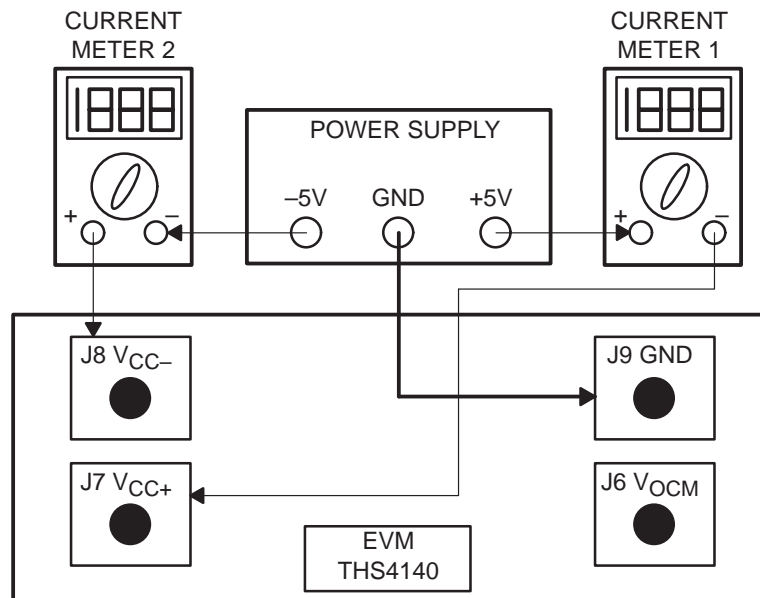 CURRENT
METER 2
CURRENT
METER 1
1888
1888
POWER SUPPLY
–5V GND +5V
+ –
+ –
J8 VCC–
J9 GND
J7 VCC+
J6 VOCM
EVM
THS4140